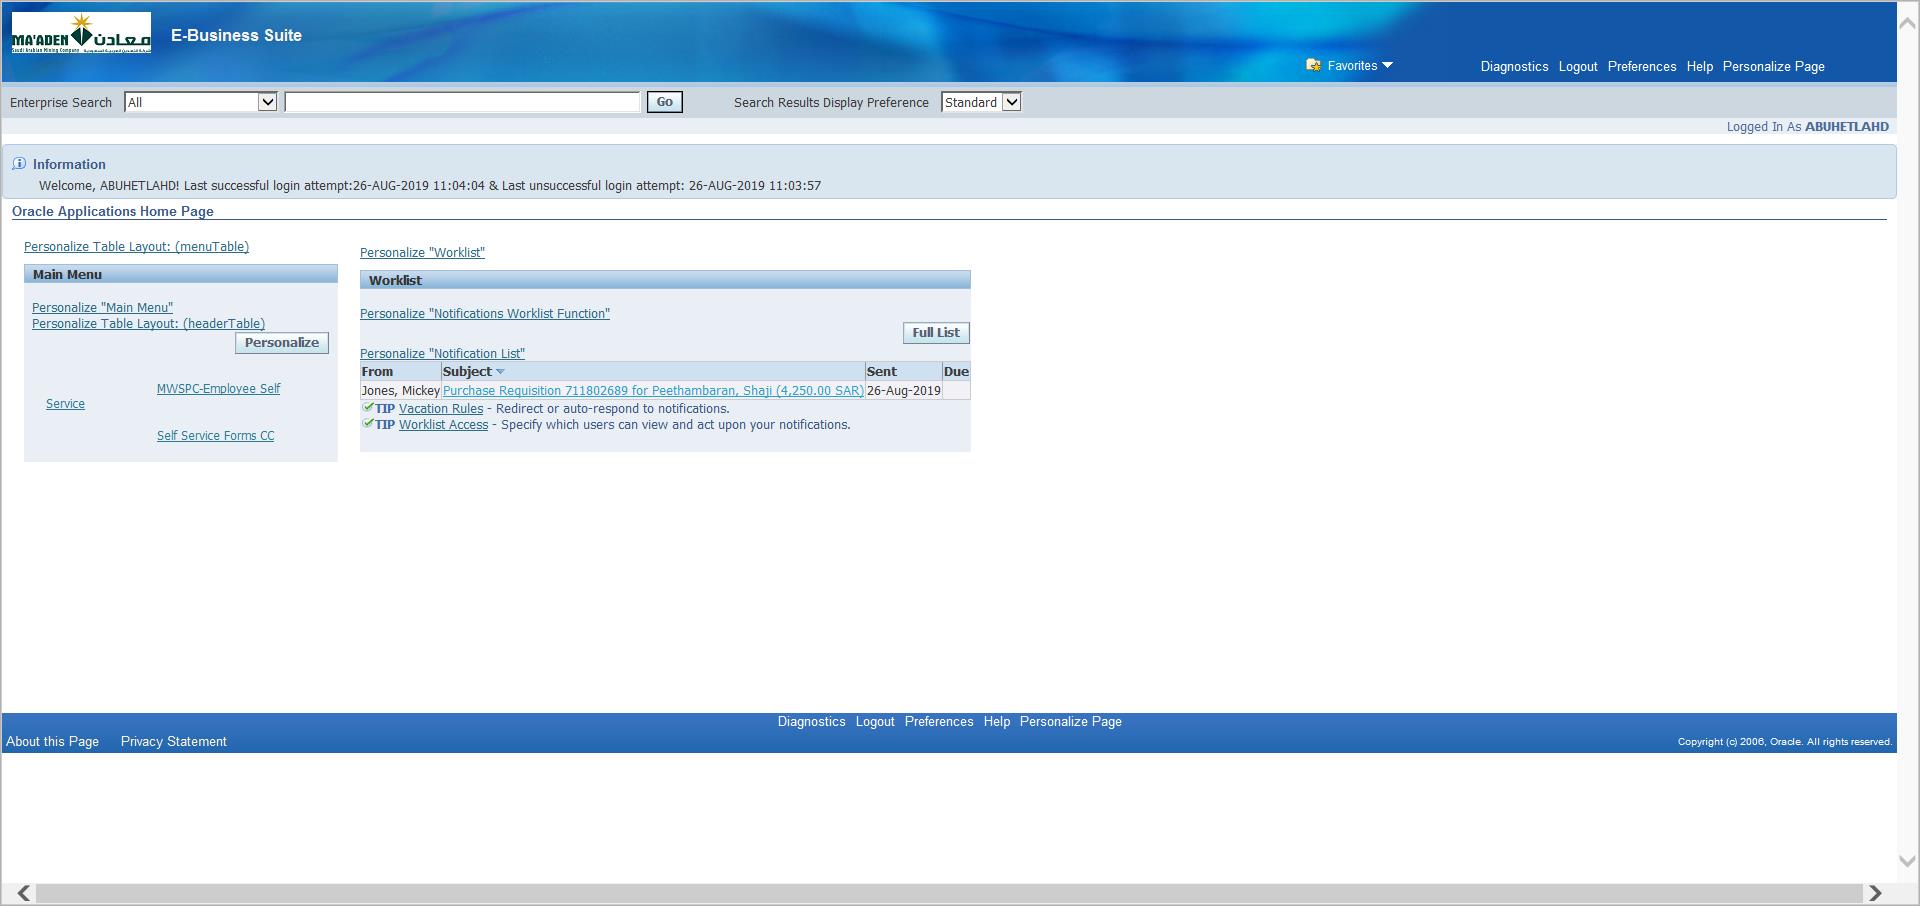 MA'ADEN معادن
Saudi Arabian Mining Company
E-Business Suite
Favorites
Diagnostics Logout Preferences Help Personalize Page
Enterprise Search All Go Search Results Display Preference Standard
Logged In As ABUHETLAHD
Information
Welcome, ABUHETLAHD! Last successful login attempt:26-AUG-2019 11:04:04 & Last unsuccessful login attempt: 26-AUG-2019 11:03:57
Oracle Applications Home Page
Personalize Table Layout: (menuTable)
Main Menu
Personalize "Main Menu"
Personalize Table Layout: (headerTable)
Personalize
MWSPC-Employee Self
Service
Self Service Forms CC
Personalize "Worklist"
Worklist
Personalize "Notifications Worklist Function"
Full List
Personalize "Notification List"
From Subject Sent Due
Jones, Mickey Purchase Requisition 711802689 for Peethambaran, Shaji (4,250.00 SAR) 26-Aug-2019
TIP Vacation Rules - Redirect or auto-respond to notifications.
TIP Worklist Access - Specify which users can view and act upon your notifications.
Diagnostics Logout Preferences Help Personalize Page
About this Page Privacy Statement
Copyright (c) 2006, Oracle. All rights reserved.